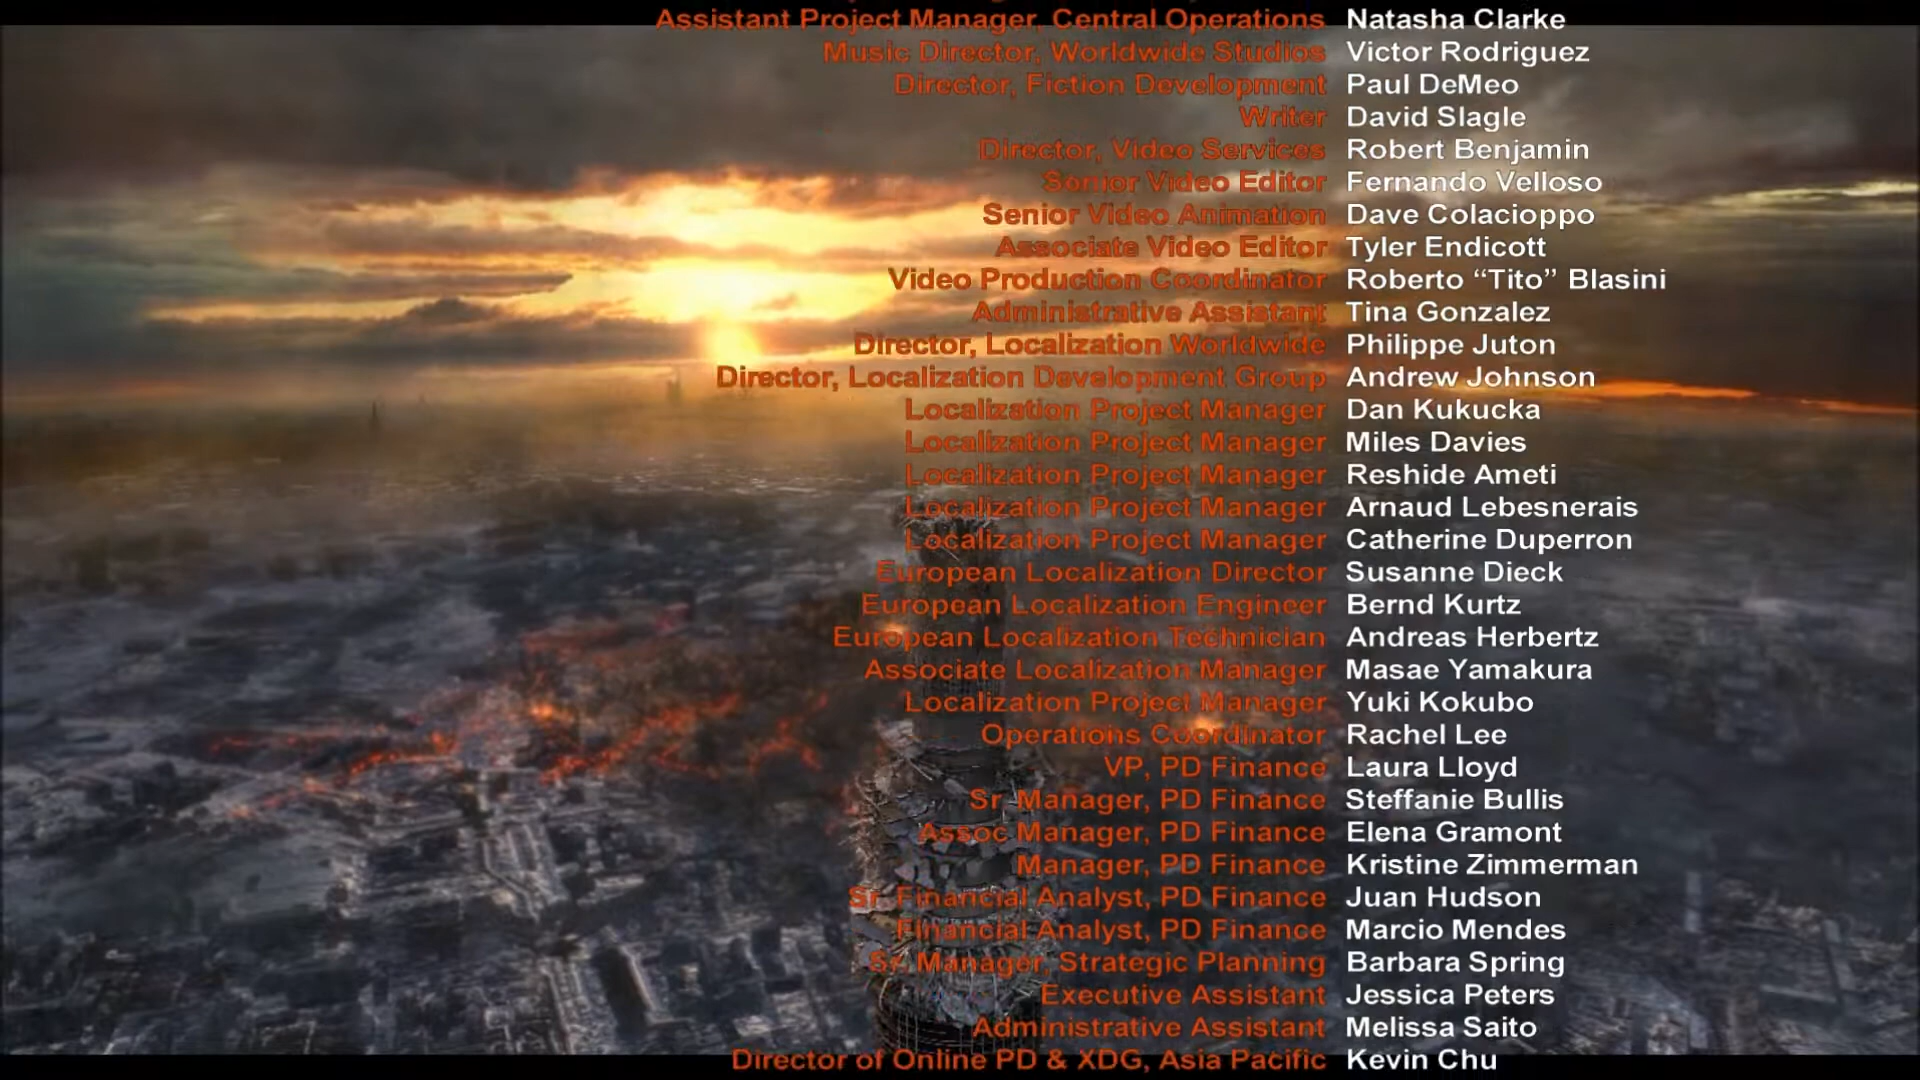 Assistant Project Manager, Central Operations Natasha Clarke
Music Director, Worldwide Studios Victor Rodriguez
Director, Fiction Development Paul DeMeo
Writer David Slagle
Director, Video Services Robert Benjamin
Senior Video Editor Fernando Velloso
Senior Video Animation Dave Colacioppo
Associate Video Editor Tyler Endicott
Video Production Coordinator Roberto “Tito” Blasini
Administrative Assistant Tina Gonzalez
Director, Localization Worldwide Philippe Juton
Director, Localization Development Group Andrew Johnson
Localization Project Manager Dan Kukucka
Localization Project Manager Miles Davies
Localization Project Manager Reshide Ameti
Localization Project Manager Arnaud Lebesnerais
Localization Project Manager Catherine Duperron
European Localization Director Susanne Dieck
European Localization Engineer Bernd Kurtz
European Localization Technician Andreas Herbertz
Associate Localization Manager Masae Yamakura
Localization Project Manager Yuki Kokubo
Operations Coordinator Rachel Lee
VP, PD Finance Laura Lloyd
Sr. Manager, PD Finance Steffanie Bullis
Assoc Manager, PD Finance Elena Gramont
Manager, PD Finance Kristine Zimmerman
Sr. Financial Analyst, PD Finance Juan Hudson
Financial Analyst, PD Finance Marcio Mendes
Sr. Manager, Strategic Planning Barbara Spring
Executive Assistant Jessica Peters
Administrative Assistant Melissa Saito
Director of Online PD & XDG, Asia Pacific Kevin Chu